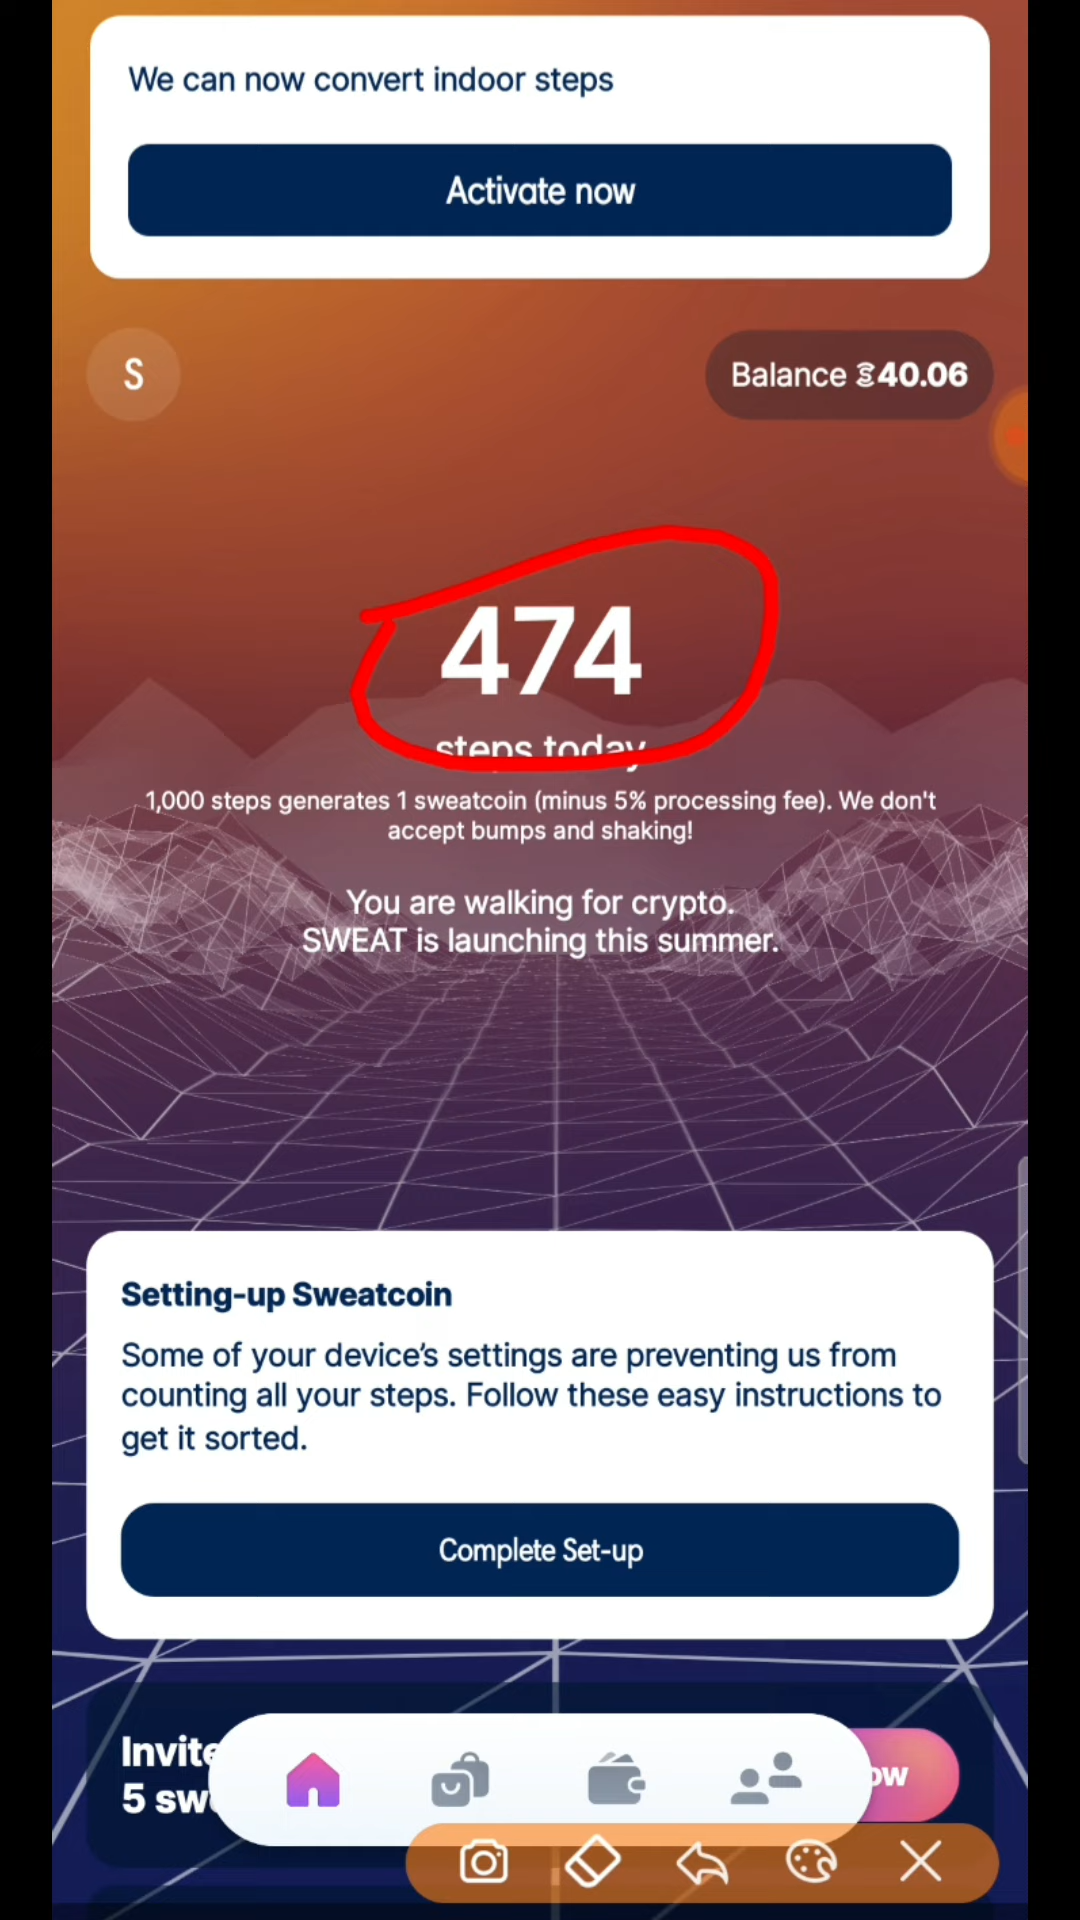 We can now convert indoor steps
Activate now
S
Balance 40.06
474
steps today
1,000 steps generates 1 sweatcoin (minus 5% processing fee). We don't
accept bumps and shaking!
You are walking for crypto.
SWEAT is launching this summer.
Setting-up Sweatcoin
Some of your device’s settings are preventing us from
counting all your steps. Follow these easy instructions to
get it sorted.
Complete Set-up
Invite
5